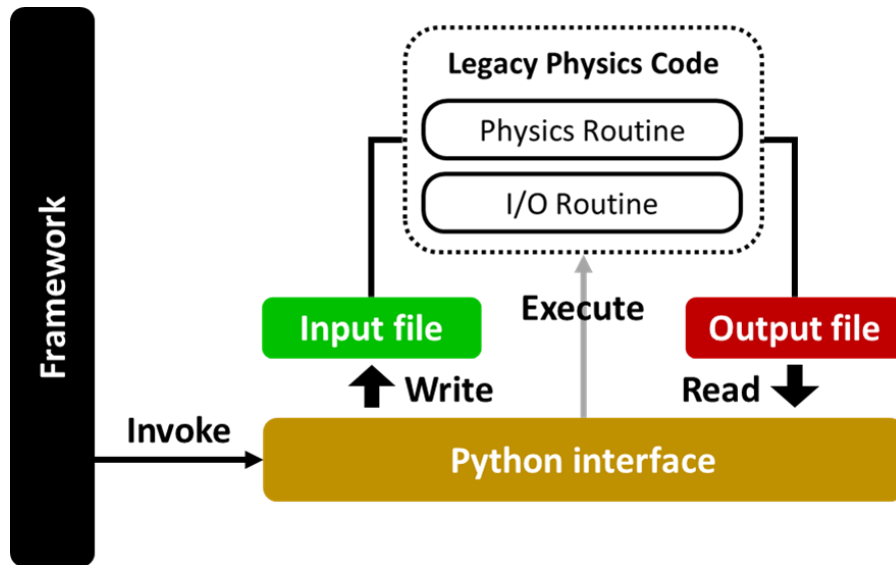 Framework
Legacy Physics Code
Physics Routine
I/O Routine
Input file
Execute
Output file
Write
Read
Invoke
Python interface